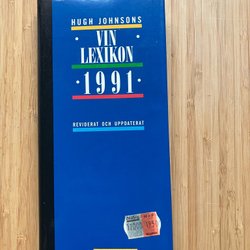 HUGH JOHNSONS
· VIN ·
LEXIKON
· 1991 ·
REVIDERAT OCH UPPDATERAT